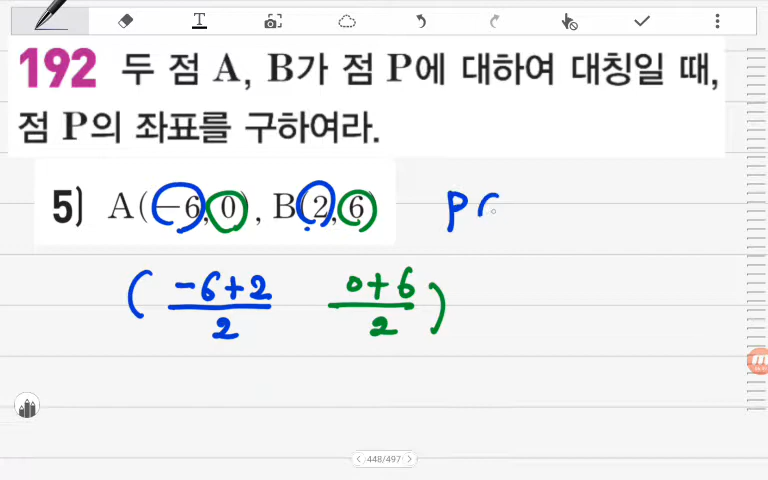 192 두 점 A, B가 점 P에 대하여 대칭일 때,
점 P의 좌표를 구하여라.
5) A(-6, 0), B(2, 6) P(
( -6+2/2 0+6/2 )
448/497